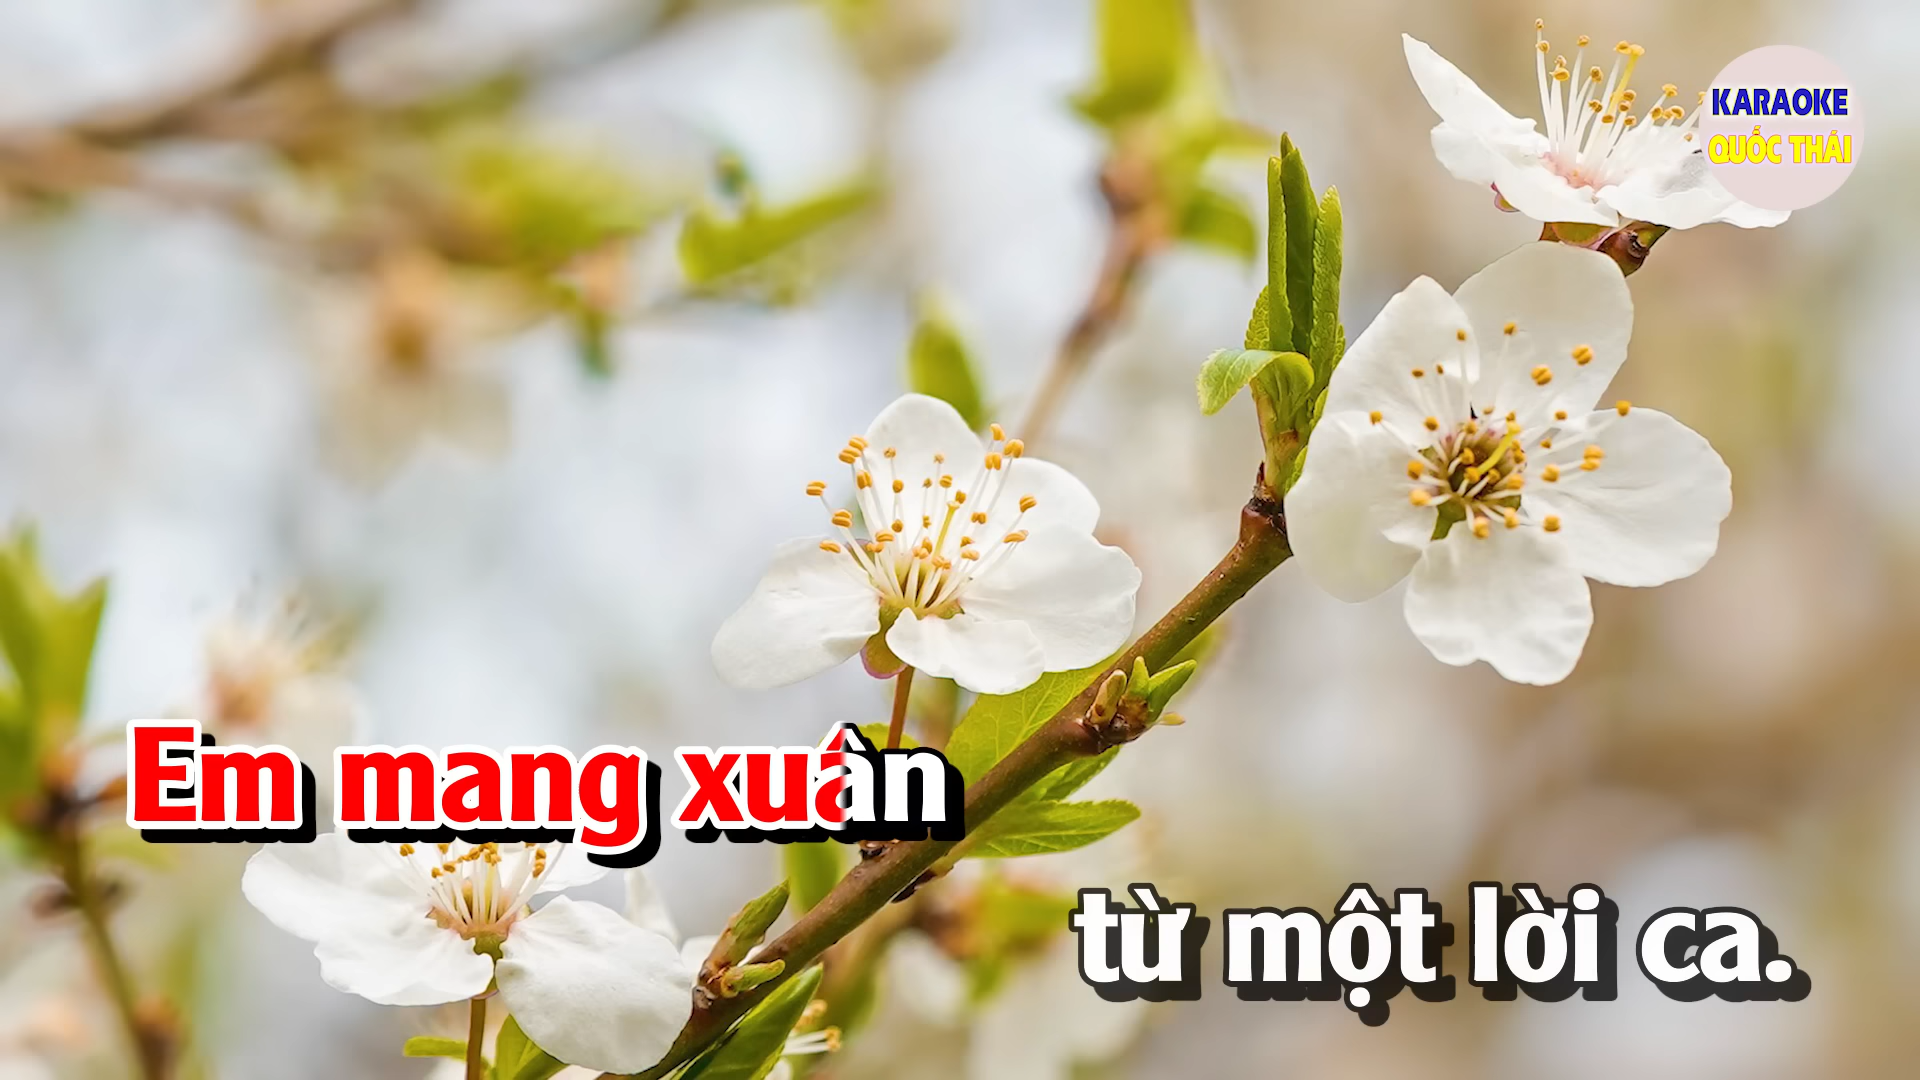 KARAOKE
QUỐC THÁI
Em mang xuân
từ một lời ca.